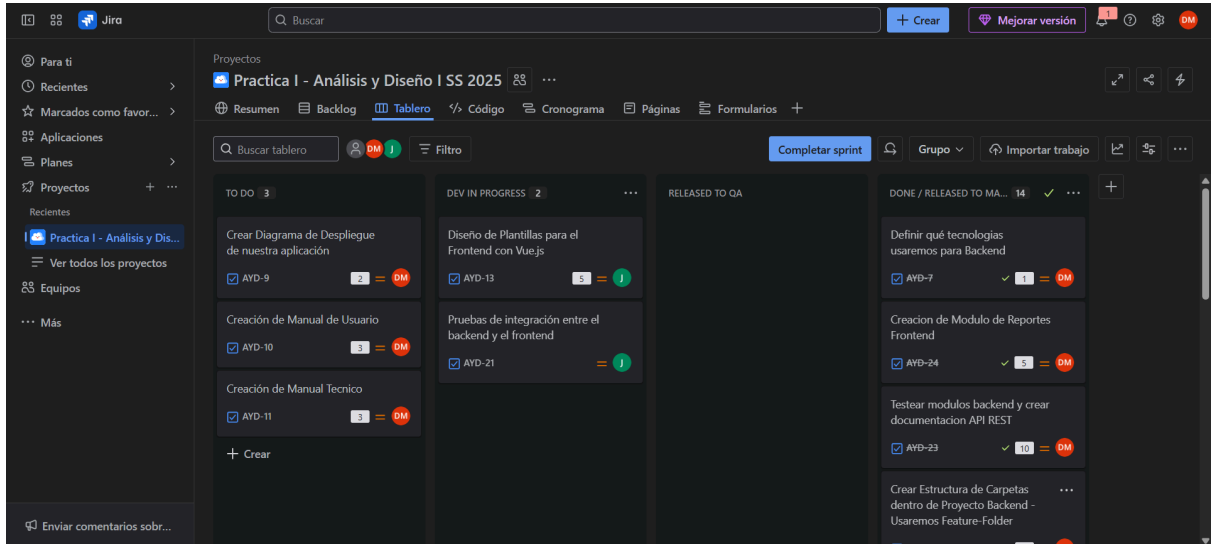 Jira
Buscar
+ Crear
Mejorar versión
1
DM
Para ti
Recientes
Marcados como favor...
Aplicaciones
Planes
Proyectos
Recientes
Practica I - Análisis y Dis...
Ver todos los proyectos
Equipos
Más
Enviar comentarios sobr...
Proyectos
Practica I - Análisis y Diseño I SS 2025
Resumen
Backlog
Tablero
Código
Cronograma
Páginas
Formularios
Buscar tablero
DM
J
Filtro
Completar sprint
Grupo
Importar trabajo
TO DO 3
Crear Diagrama de Despliegue
de nuestra aplicación
AYD-9 2 DM
Creación de Manual de Usuario
AYD-10 3 DM
Creación de Manual Tecnico
AYD-11 3 DM
+ Crear
DEV IN PROGRESS 2
Diseño de Plantillas para el
Frontend con Vue.js
AYD-13 5 J
Pruebas de integración entre el
backend y el frontend
AYD-21 J
RELEASED TO QA
DONE / RELEASED TO MA... 14
Definir qué tecnologias
usaremos para Backend
AYD-7 1 DM
Creacion de Modulo de Reportes
Frontend
AYD-24 5 DM
Testear modulos backend y crear
documentacion API REST
AYD-23 10 DM
Crear Estructura de Carpetas
dentro de Proyecto Backend -
Usaremos Feature-Folder